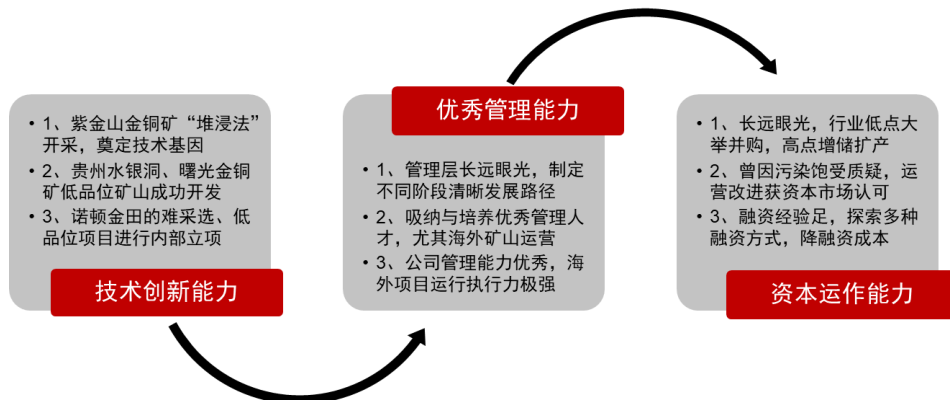 • 1、紫金山金铜矿“堆浸法”
开采，奠定技术基因
• 2、贵州水银洞、曙光金铜
矿低品位矿山成功开发
• 3、诺顿金田的难采选、低
品位项目进行内部立项
技术创新能力
优秀管理能力
• 1、管理层长远眼光，制定
不同阶段清晰发展路径
• 2、吸纳与培养优秀管理人
才，尤其海外矿山运营
• 3、公司管理能力优秀，海
外项目运行执行力极强
• 1、长远眼光，行业低点大
举并购，高点增储扩产
• 2、曾因污染饱受质疑，运
营改进获资本市场认可
• 3、融资经验足，探索多种
融资方式，降融资成本
资本运作能力